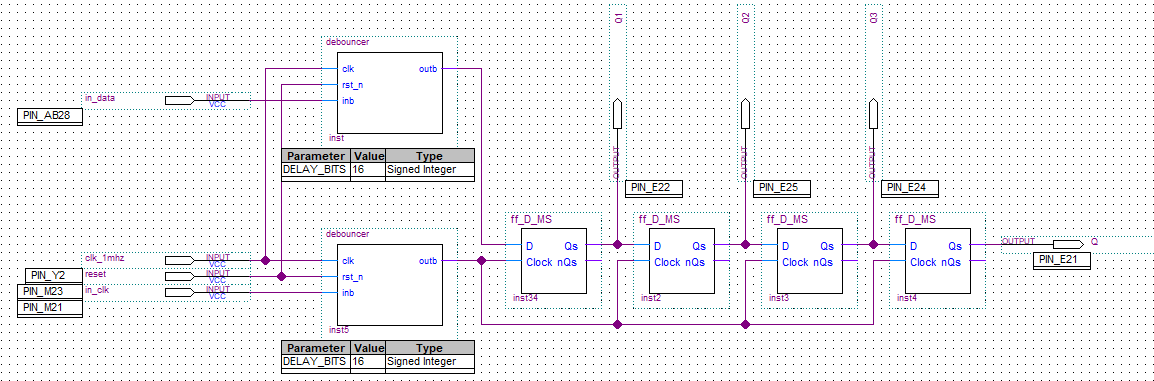 Q1
Q2
Q3
debouncer
clk outb
rst_n
inb
inst
in_data INPUT
VCC
PIN_AB28
Parameter Value Type
DELAY_BITS 16 Signed Integer
OUTPUT
OUTPUT
OUTPUT
PIN_E22
PIN_E25
PIN_E24
debouncer
clk outb
rst_n
inb
inst5
clk_1mhz INPUT
VCC
reset INPUT
VCC
in_clk INPUT
VCC
PIN_Y2
PIN_M23
PIN_M21
Parameter Value Type
DELAY_BITS 16 Signed Integer
ff_D_MS
D Qs
Clock nQs
inst34
ff_D_MS
D Qs
Clock nQs
inst2
ff_D_MS
D Qs
Clock nQs
inst3
ff_D_MS
D Qs
Clock nQs
inst4
OUTPUT Q
PIN_E21